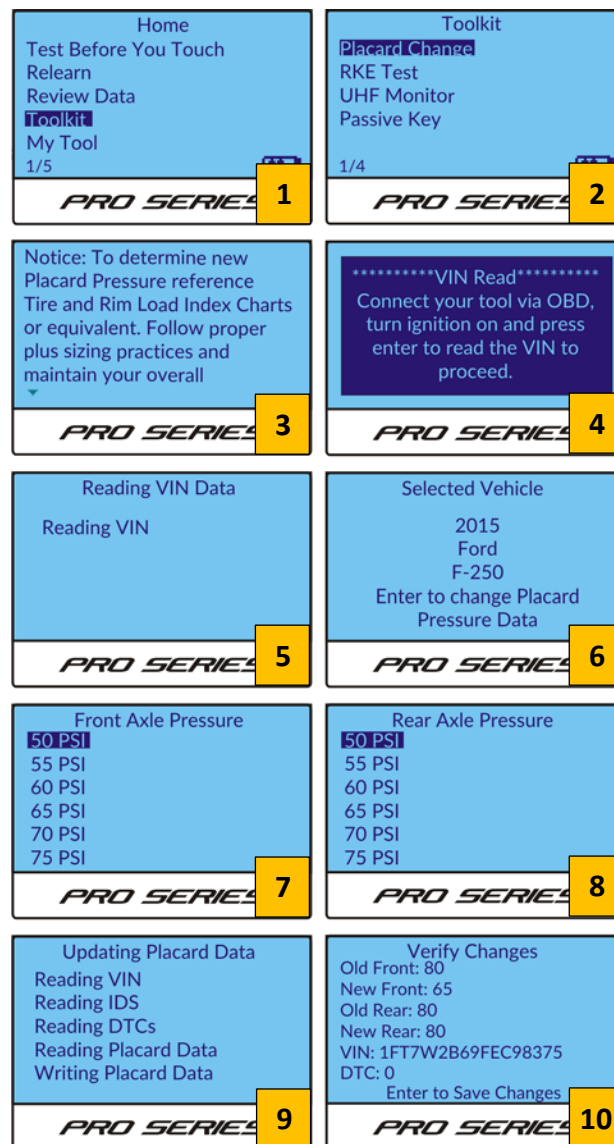 Home
Test Before You Touch
Relearn
Review Data
Toolkit
My Tool
1/5
PRO SERIES
1
Toolkit
Placard Change
RKE Test
UHF Monitor
Passive Key
1/4
PRO SERIES
2
Notice: To determine new
Placard Pressure reference
Tire and Rim Load Index Charts
or equivalent. Follow proper
plus sizing practices and
maintain your overall
PRO SERIES
3
**********VIN Read**********
Connect your tool via OBD,
turn ignition on and press
enter to read the VIN to
proceed.
PRO SERIES
4
Reading VIN Data
Reading VIN
PRO SERIES
5
Selected Vehicle
2015
Ford
F-250
Enter to change Placard
Pressure Data
PRO SERIES
6
Front Axle Pressure
50 PSI
55 PSI
60 PSI
65 PSI
70 PSI
75 PSI
PRO SERIES
7
Rear Axle Pressure
50 PSI
55 PSI
60 PSI
65 PSI
70 PSI
75 PSI
PRO SERIES
8
Updating Placard Data
Reading VIN
Reading IDS
Reading DTCs
Reading Placard Data
Writing Placard Data
PRO SERIES
9
Verify Changes
Old Front: 80
New Front: 65
Old Rear: 80
New Rear: 80
VIN: 1FT7W2B69FEC98375
DTC: 0
Enter to Save Changes
PRO SERIES
10